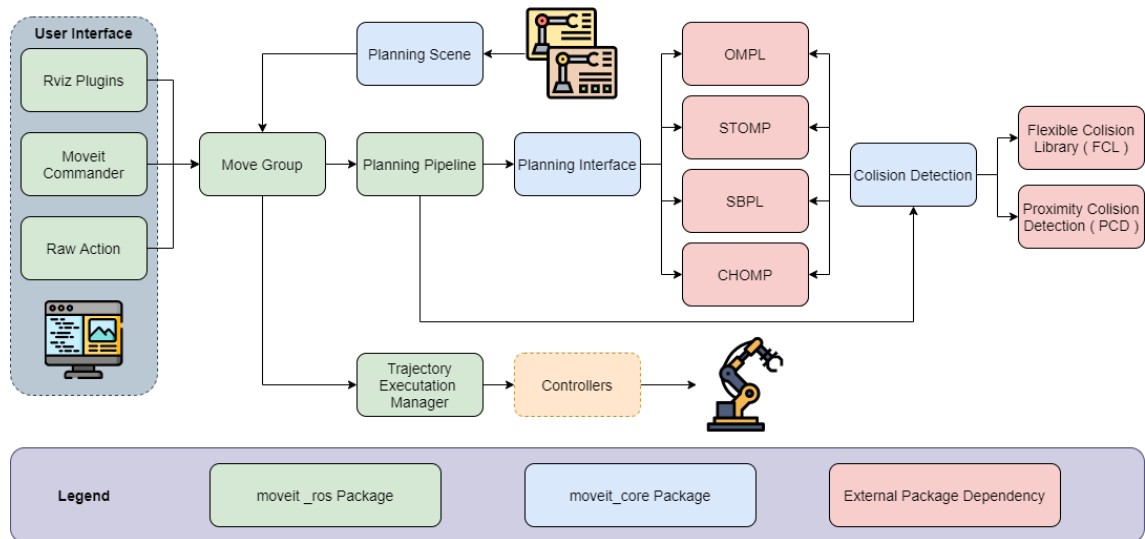 User Interface
Rviz Plugins
Moveit
Commander
Raw Action
Planning Scene
Move Group
Planning Pipeline
Planning Interface
OMPL
STOMP
SBPL
CHOMP
Colision Detection
Flexible Colision
Library ( FCL )
Proximity Collision
Detection ( PCD )
Trajectory
Execution
Manager
Controllers
Legend
moveit _ros Package
moveit_core Package
External Package Dependency